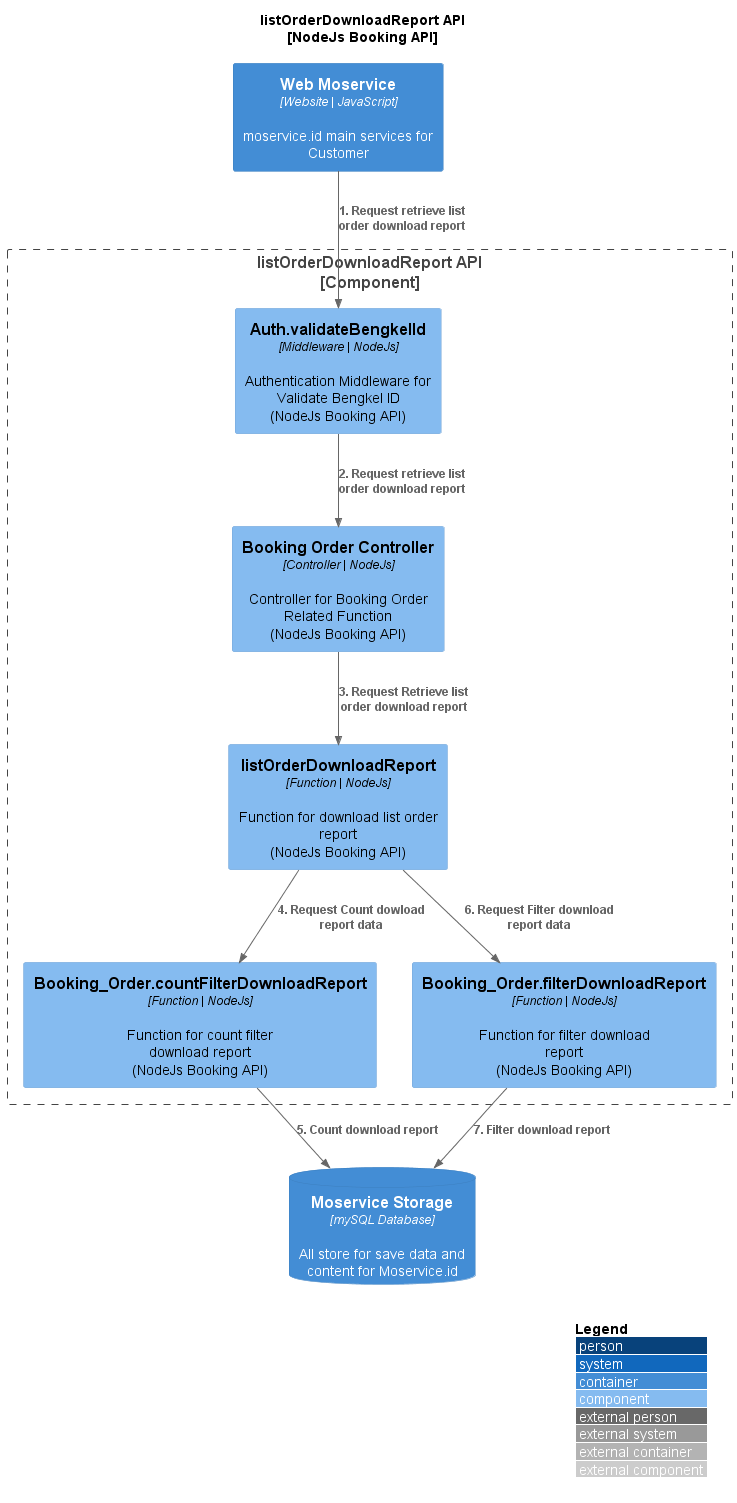 listOrderDownloadReport API
[NodeJs Booking API]
Web Moservice
[Website | JavaScript]
moservice.id main services for
Customer
1. Request retrieve list
order download report
listOrderDownloadReport API
[Component]
Auth.validateBengkelId
[Middleware | NodeJs]
Authentication Middleware for
Validate Bengkel ID
(NodeJs Booking API)
2. Request retrieve list
order download report
Booking Order Controller
[Controller | NodeJs]
Controller for Booking Order
Related Function
(NodeJs Booking API)
3. Request Retrieve list
order download report
listOrderDownloadReport
[Function | NodeJs]
Function for download list order
report
(NodeJs Booking API)
4. Request Count dowload
report data
6. Request Filter download
report data
Booking_Order.countFilterDownloadReport
[Function | NodeJs]
Function for count filter
download report
(NodeJs Booking API)
Booking_Order.filterDownloadReport
[Function | NodeJs]
Function for filter download
report
(NodeJs Booking API)
5. Count download report
7. Filter download report
Moservice Storage
[mySQL Database]
All store for save data and
content for Moservice.id
Legend
person
system
container
component
external person
external system
external container
external component